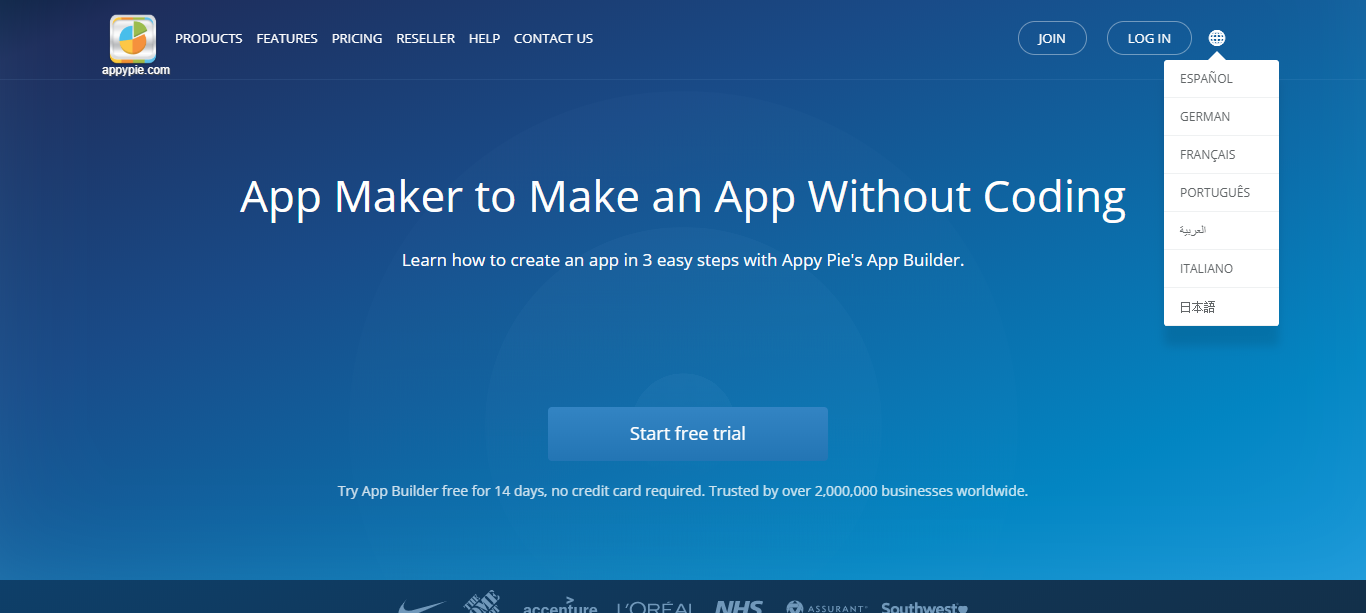 appypie.com
PRODUCTS FEATURES PRICING RESELLER HELP CONTACT US
JOIN
LOG IN
ESPAÑOL
GERMAN
FRANÇAIS
PORTUGUÊS
العربية
ITALIANO
日本語
App Maker to Make an App Without Coding
Learn how to create an app in 3 easy steps with Appy Pie's App Builder.
Start free trial
Try App Builder free for 14 days, no credit card required. Trusted by over 2,000,000 businesses worldwide.
THE HOME accenture L'ORÉAL NHS ASSURANT Southwest